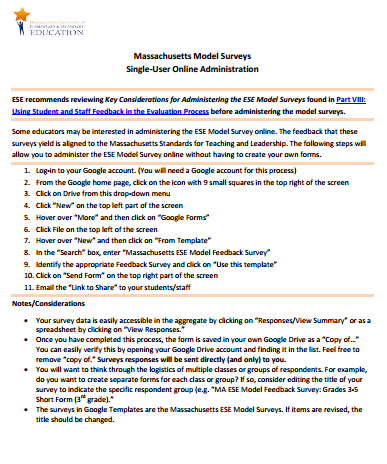 Massachusetts Department of
ELEMENTARY & SECONDARY
EDUCATION
Massachusetts Model Surveys
Single-User Online Administration
ESE recommends reviewing Key Considerations for Administering the ESE Model Surveys found in Part VIII:
Using Student and Staff Feedback in the Evaluation Process before administering the model surveys.
Some educators may be interested in administering the ESE Model Survey online. The feedback that these
surveys yield is aligned to the Massachusetts Standards for Teaching and Leadership. The following steps will
allow you to administer the ESE Model Survey online without having to create your own forms.
1. Log-in to your Google account. (You will need a Google account for this process)
2. From the Google home page, click on the icon with 9 small squares in the top right of the screen
3. Click on Drive from this drop-down menu
4. Click "New" on the top left part of the screen
5. Hover over "More" and then click on "Google Forms"
6. Click File on the top left of the screen
7. Hover over "New" and then click on "From Template"
8. In the "Search" box, enter "Massachusetts ESE Model Feedback Survey"
9. Identify the appropriate Feedback Survey and click on "Use this template"
10. Click on "Send Form" on the top right part of the screen
11. Email the "Link to Share" to your students/staff
Notes/Considerations
• Your survey data is easily accessible in the aggregate by clicking on "Responses/View Summary" or as a
spreadsheet by clicking on "View Responses."
• Once you have completed this process, the form is saved in your own Google Drive as a "Copy of…"
You can easily verify this by opening your Google Drive account and finding it in the list. Feel free to
remove "copy of." Surveys responses will be sent directly (and only) to you.
• You will want to think through the logistics of multiple classes or groups of respondents. For example,
do you want to create separate forms for each class or group? If so, consider editing the title of your
survey to indicate the specific respondent group (e.g. "MA ESE Model Feedback Survey: Grades 3-5
Short Form (3rd grade)."
• The surveys in Google Templates are the Massachusetts ESE Model Surveys. If items are revised, the
title should be changed.